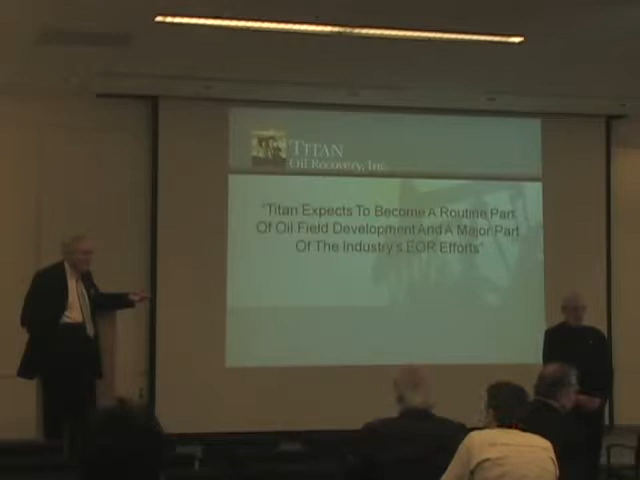 TITAN
Oil Recovery, Inc.
"Titan Expects To Become A Routine Part
Of Oil Field Development And A Major Part
Of The Industry's EOR Efforts"